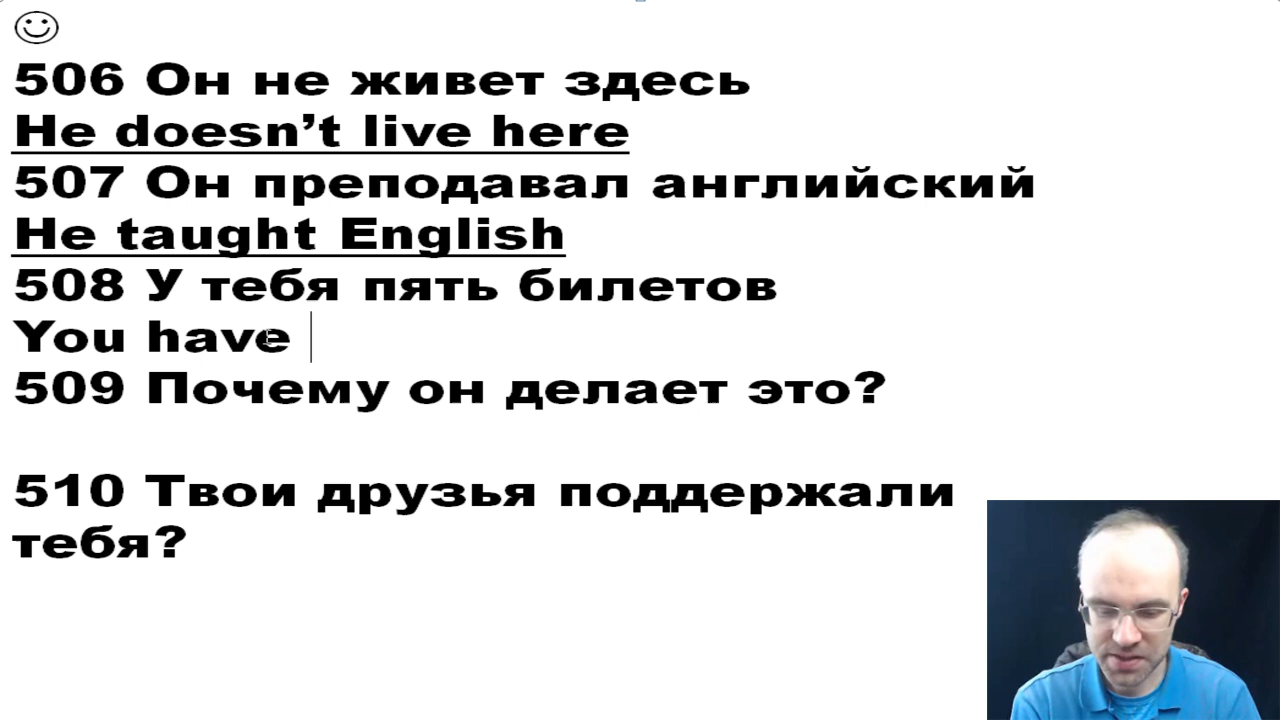 506 Он не живет здесь
He doesn’t live here
507 Он преподавал английский
He taught English
508 У тебя пять билетов
You have
509 Почему он делает это?
510 Твои друзья поддержали
тебя?